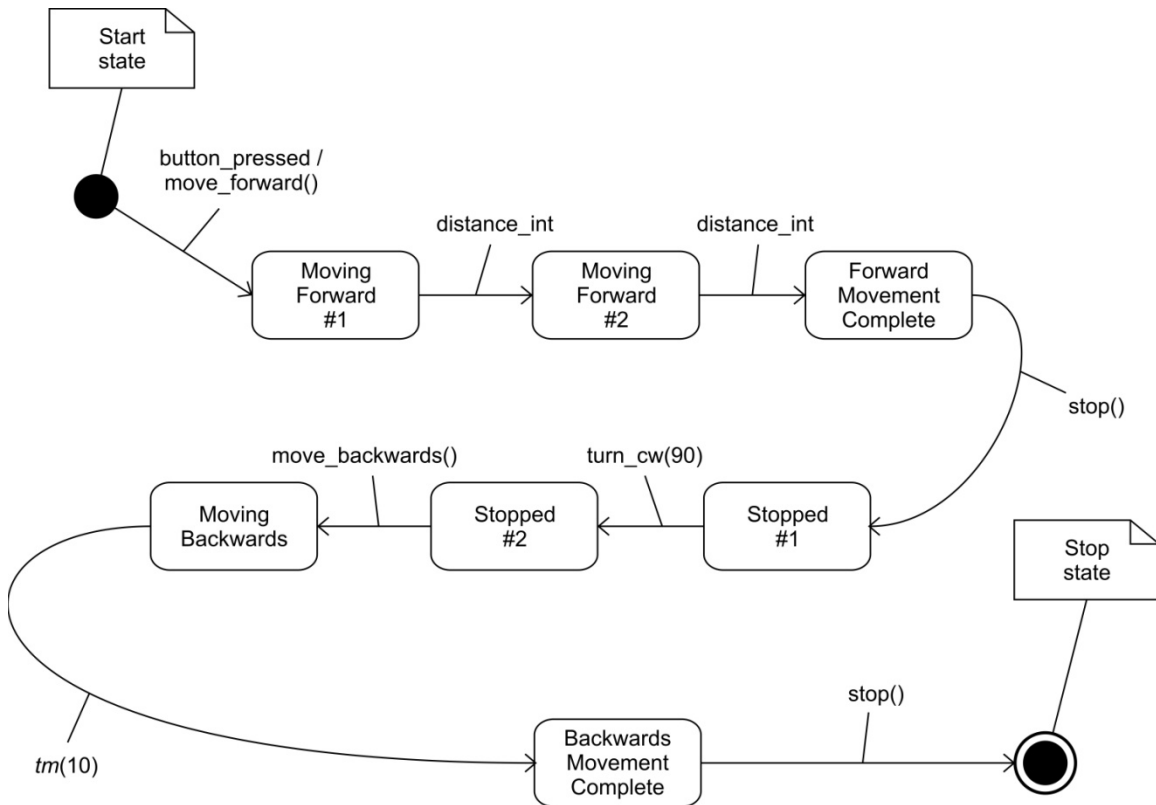 Start
state
button_pressed /
move_forward()
distance_int
distance_int
Moving
Forward
#1
Moving
Forward
#2
Forward
Movement
Complete
stop()
move_backwards()
turn_cw(90)
Moving
Backwards
Stopped
#2
Stopped
#1
Stop
state
tm(10)
stop()
Backwards
Movement
Complete